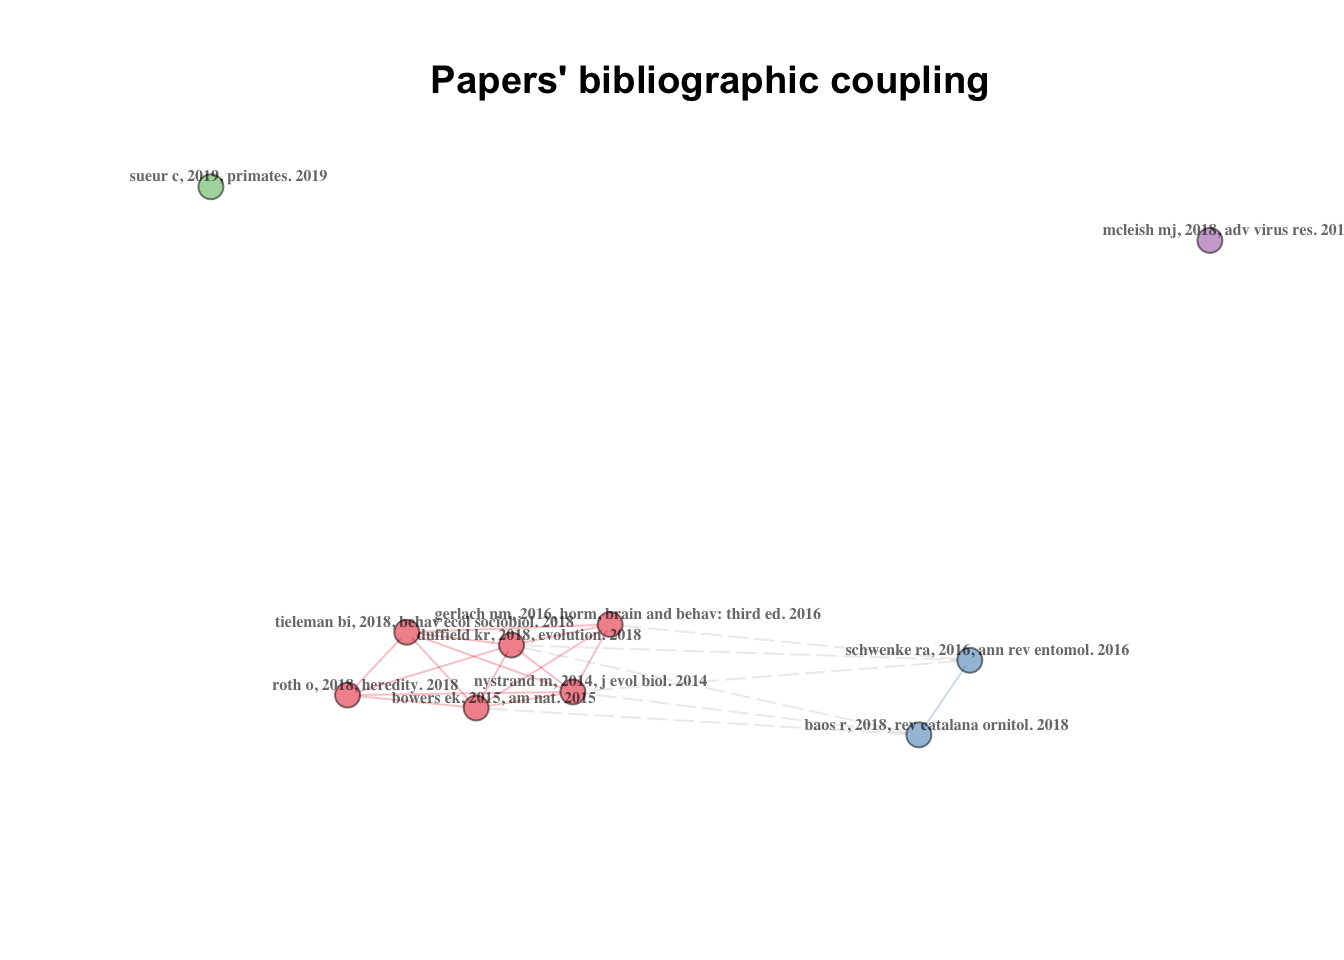 Papers' bibliographic coupling
sueur c, 2019, primates. 2019
mcleish mj, 2018, adv virus res. 201
gerlach nm, 2016, horm, brain and behav: third ed. 2016
tieleman bi, 2018, behav ecol sociobiol. 2018
duffield kr, 2018, evolution. 2018
schwenke ra, 2016, ann rev entomol. 2016
nystrand m, 2014, j evol biol. 2014
roth o, 2018, heredity. 2018
bowers ek, 2015, am nat. 2015
baos r, 2018, rev catalana ornitol. 2018